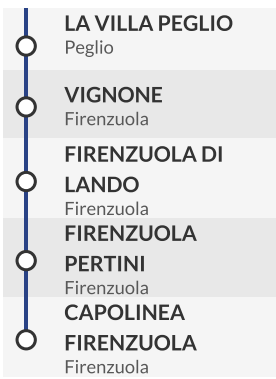 LA VILLA PEGLIO
Peglio
VIGNONE
Firenzuola
FIRENZUOLA DI
LANDO
Firenzuola
FIRENZUOLA
PERTINI
Firenzuola
CAPOLINEA
FIRENZUOLA
Firenzuola